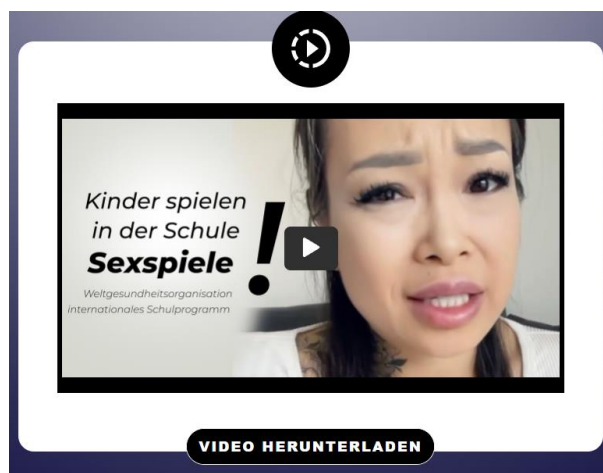 Kinder spielen
in der Schule
Sexspiele !
Weltgesundheitsorganisation
internationales Schulprogramm
VIDEO HERUNTERLADEN